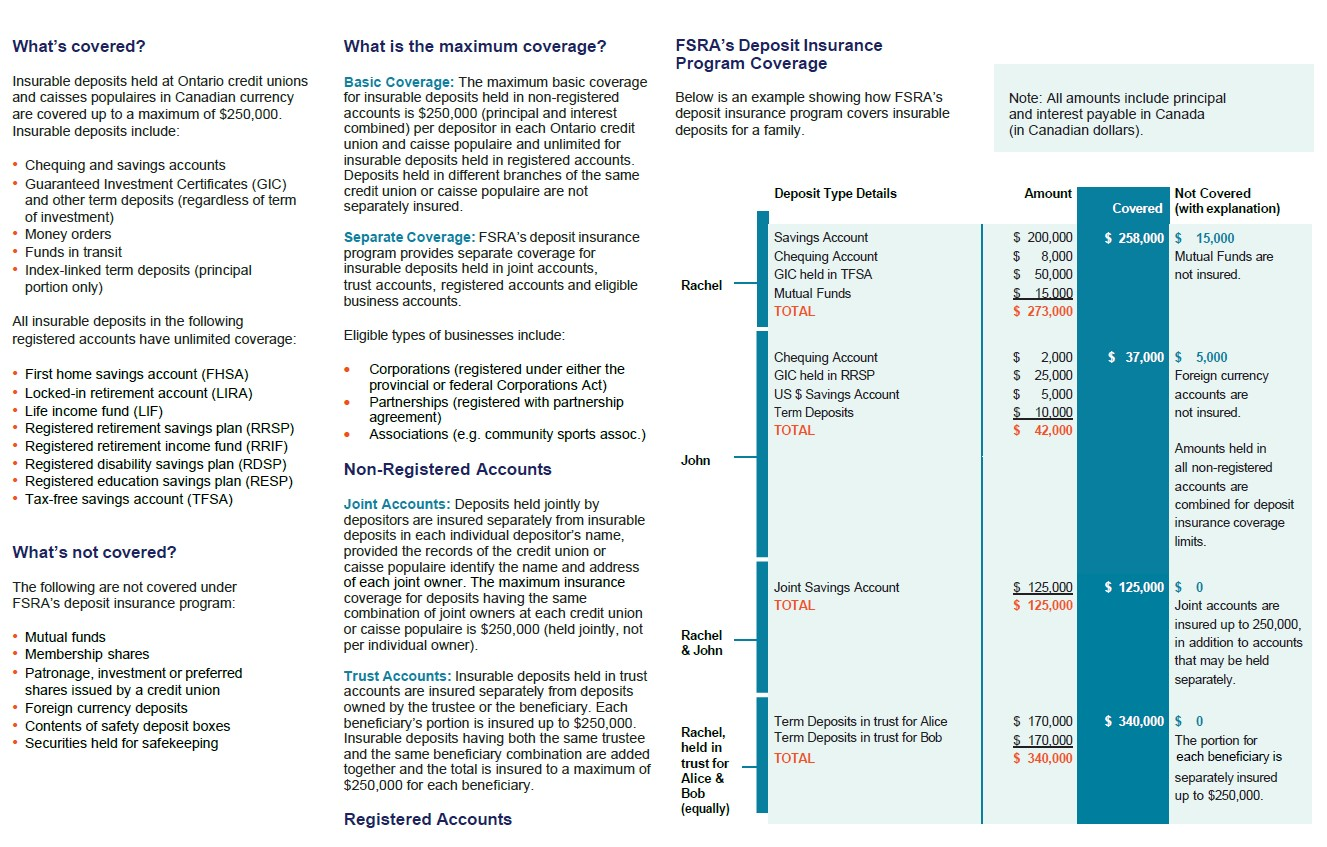 What's covered?
Insurable deposits held at Ontario credit unions
and caisses populaires in Canadian currency
are covered up to a maximum of $250,000.
Insurable deposits include:
• Chequing and savings accounts
• Guaranteed Investment Certificates (GIC)
and other term deposits (regardless of term
of investment)
• Money orders
• Funds in transit
• Index-linked term deposits (principal
portion only)
All insurable deposits in the following
registered accounts have unlimited coverage:
• First home savings account (FHSA)
• Locked-in retirement account (LIRA)
• Life income fund (LIF)
• Registered retirement savings plan (RRSP)
• Registered retirement income fund (RRIF)
• Registered disability savings plan (RDSP)
• Registered education savings plan (RESP)
• Tax-free savings account (TFSA)
What's not covered?
The following are not covered under
FSRA's deposit insurance program:
• Mutual funds
• Membership shares
• Patronage, investment or preferred
shares issued by a credit union
• Foreign currency deposits
• Contents of safety deposit boxes
• Securities held for safekeeping
What is the maximum coverage?
Basic Coverage: The maximum basic coverage
for insurable deposits held in non-registered
accounts is $250,000 (principal and interest
combined) per depositor in each Ontario credit
union and caisse populaire and unlimited for
insurable deposits held in registered accounts.
Deposits held in different branches of the same
credit union or caisse populaire are not
separately insured.
Separate Coverage: FSRA's deposit insurance
program provides separate coverage for
insurable deposits held in joint accounts,
trust accounts, registered accounts and eligible
business accounts.
Eligible types of businesses include:
• Corporations (registered under either the
provincial or federal Corporations Act)
• Partnerships (registered with partnership
agreement)
• Associations (e.g. community sports assoc.)
Non-Registered Accounts
Joint Accounts: Deposits held jointly by
depositors are insured separately from insurable
deposits in each individual depositor's name,
provided the records of the credit union or
caisse populaire identify the name and address
of each joint owner. The maximum insurance
coverage for deposits having the same
combination of joint owners at each credit union
or caisse populaire is $250,000 (held jointly, not
per individual owner).
Trust Accounts: Insurable deposits held in trust
accounts are insured separately from deposits
owned by the trustee or the beneficiary. Each
beneficiary's portion is insured up to $250,000.
Insurable deposits having both the same trustee
and the same beneficiary combination are added
together and the total is insured to a maximum of
$250,000 for each beneficiary.
Registered Accounts
FSRA's Deposit Insurance
Program Coverage
Below is an example showing how FSRA's
deposit insurance program covers insurable
deposits for a family.
Note: All amounts include principal
and interest payable in Canada
(in Canadian dollars).
Deposit Type Details Amount Covered Not Covered
(with explanation)
Rachel
Savings Account $ 200,000 $ 258,000 $ 15,000
Chequing Account $ 8,000 Mutual Funds are
GIC held in TFSA $ 50,000 not insured.
Mutual Funds $ 15,000
TOTAL $ 273,000
John
Chequing Account $ 2,000 $ 37,000 $ 5,000
GIC held in RRSP $ 25,000 Foreign currency
US $ Savings Account $ 5,000 accounts are
Term Deposits $ 10,000 not insured.
TOTAL $ 42,000
Amounts held in
all non-registered
accounts are
combined for deposit
insurance coverage
limits.
Rachel
& John
Joint Savings Account $ 125,000 $ 125,000 $ 0
TOTAL $ 125,000 Joint accounts are
insured up to 250,000,
in addition to accounts
that may be held
separately.
Rachel,
held in
trust for
Alice &
Bob
(equally)
Term Deposits in trust for Alice $ 170,000 $ 340,000 $ 0
Term Deposits in trust for Bob $ 170,000 The portion for
TOTAL $ 340,000 each beneficiary is
separately insured
up to $250,000.